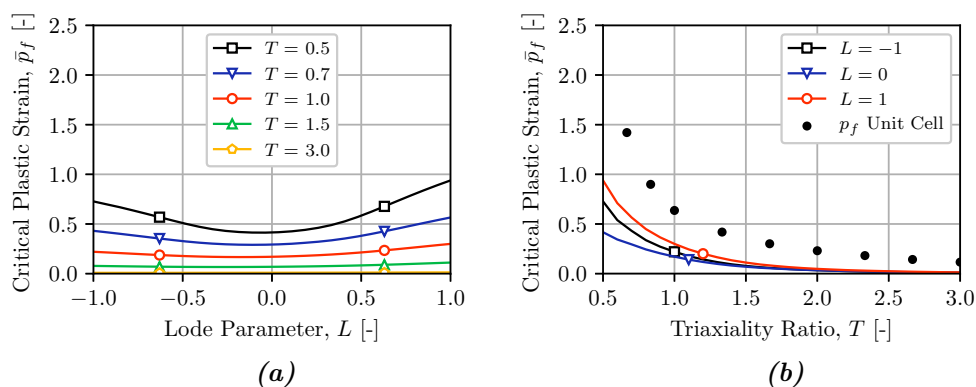 Critical Plastic Strain, p̄_f [-]
2.5
2.0
1.5
1.0
0.5
0.0
T = 0.5
T = 0.7
T = 1.0
T = 1.5
T = 3.0
−1.0 −0.5 0.0 0.5 1.0
Lode Parameter, L [-]
(a)
Critical Plastic Strain, p̄_f [-]
2.5
2.0
1.5
1.0
0.5
0.0
L = −1
L = 0
L = 1
p_f Unit Cell
0.5 1.0 1.5 2.0 2.5 3.0
Triaxiality Ratio, T [-]
(b)